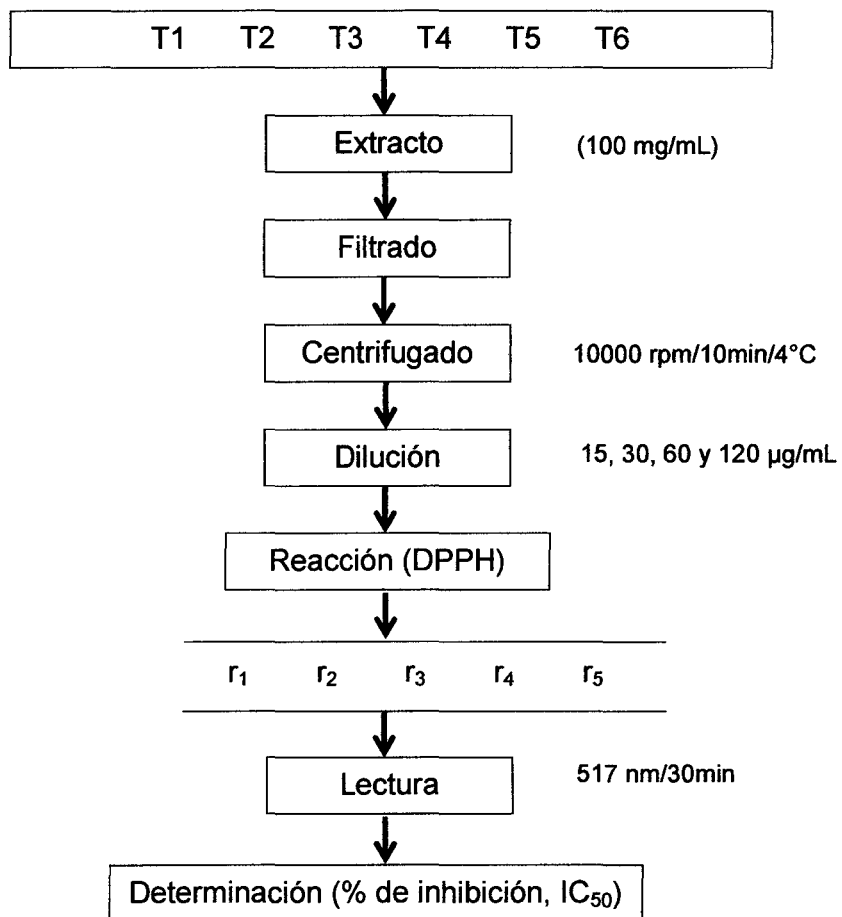 T1 T2 T3 T4 T5 T6
Extracto (100 mg/mL)
Filtrado
Centrifugado 10000 rpm/10min/4°C
Dilución 15, 30, 60 y 120 µg/mL
Reacción (DPPH)
r₁ r₂ r₃ r₄ r₅
Lectura 517 nm/30min
Determinación (% de inhibición, IC₅₀)